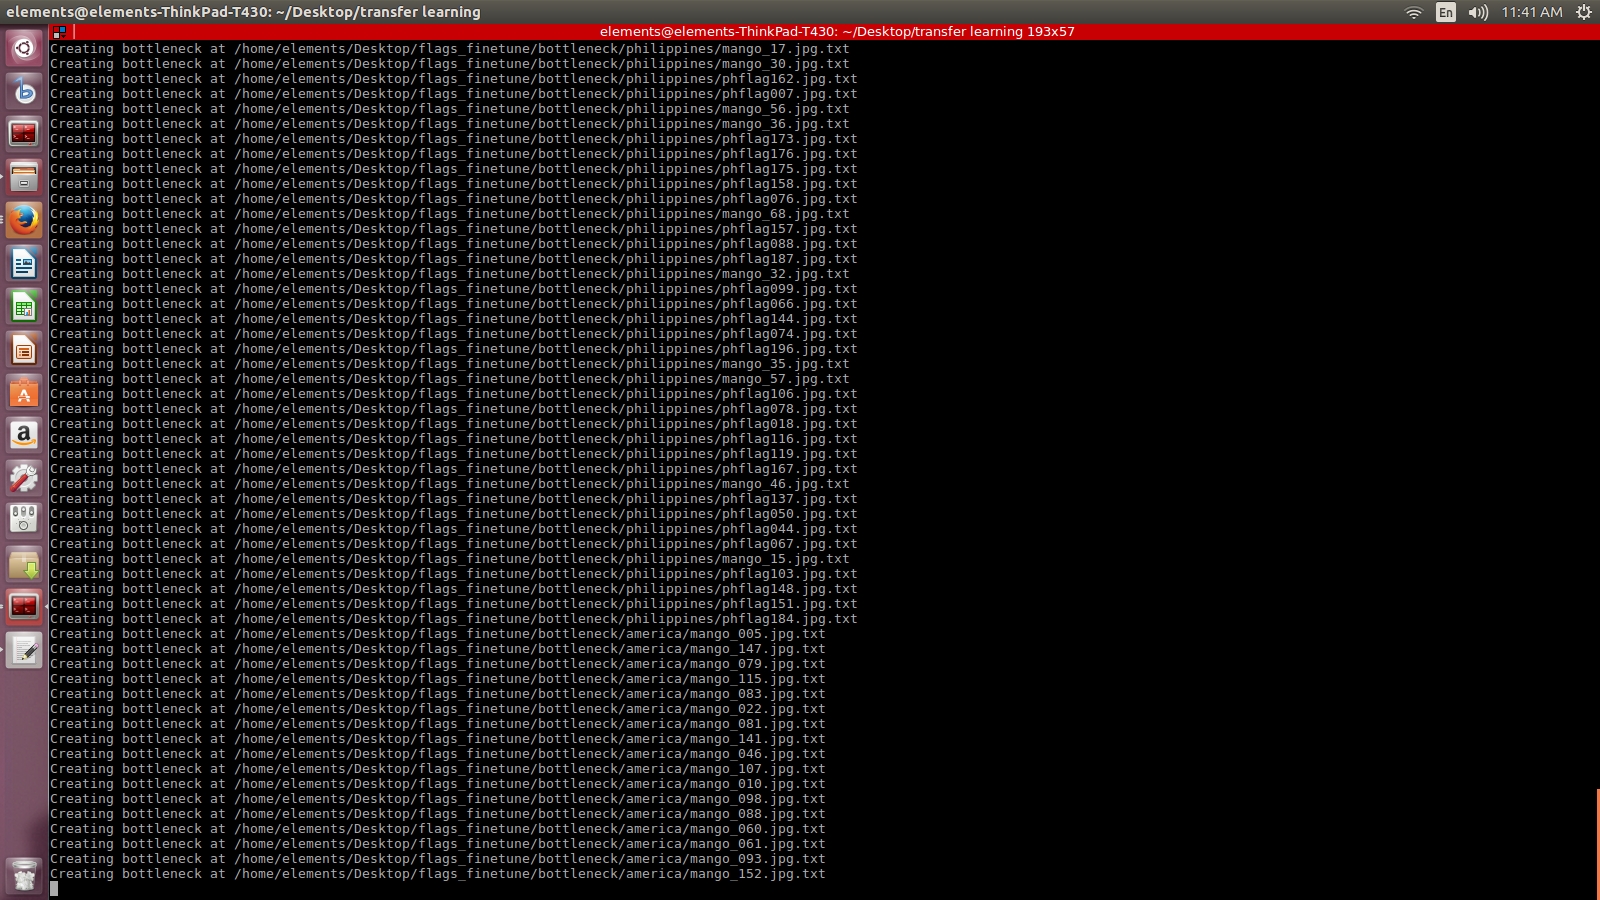 elements@elements-ThinkPad-T430: ~/Desktop/transfer learning
En
11:41 AM
elements@elements-ThinkPad-T430: ~/Desktop/transfer learning 193x57
Creating bottleneck at /home/elements/Desktop/flags_finetune/bottleneck/philippines/mango_17.jpg.txt
Creating bottleneck at /home/elements/Desktop/flags_finetune/bottleneck/philippines/mango_30.jpg.txt
Creating bottleneck at /home/elements/Desktop/flags_finetune/bottleneck/philippines/phflag162.jpg.txt
Creating bottleneck at /home/elements/Desktop/flags_finetune/bottleneck/philippines/phflag007.jpg.txt
Creating bottleneck at /home/elements/Desktop/flags_finetune/bottleneck/philippines/mango_56.jpg.txt
Creating bottleneck at /home/elements/Desktop/flags_finetune/bottleneck/philippines/mango_36.jpg.txt
Creating bottleneck at /home/elements/Desktop/flags_finetune/bottleneck/philippines/phflag173.jpg.txt
Creating bottleneck at /home/elements/Desktop/flags_finetune/bottleneck/philippines/phflag176.jpg.txt
Creating bottleneck at /home/elements/Desktop/flags_finetune/bottleneck/philippines/phflag175.jpg.txt
Creating bottleneck at /home/elements/Desktop/flags_finetune/bottleneck/philippines/phflag158.jpg.txt
Creating bottleneck at /home/elements/Desktop/flags_finetune/bottleneck/philippines/phflag076.jpg.txt
Creating bottleneck at /home/elements/Desktop/flags_finetune/bottleneck/philippines/mango_68.jpg.txt
Creating bottleneck at /home/elements/Desktop/flags_finetune/bottleneck/philippines/phflag157.jpg.txt
Creating bottleneck at /home/elements/Desktop/flags_finetune/bottleneck/philippines/phflag088.jpg.txt
Creating bottleneck at /home/elements/Desktop/flags_finetune/bottleneck/philippines/phflag187.jpg.txt
Creating bottleneck at /home/elements/Desktop/flags_finetune/bottleneck/philippines/mango_32.jpg.txt
Creating bottleneck at /home/elements/Desktop/flags_finetune/bottleneck/philippines/phflag099.jpg.txt
Creating bottleneck at /home/elements/Desktop/flags_finetune/bottleneck/philippines/phflag066.jpg.txt
Creating bottleneck at /home/elements/Desktop/flags_finetune/bottleneck/philippines/phflag144.jpg.txt
Creating bottleneck at /home/elements/Desktop/flags_finetune/bottleneck/philippines/phflag074.jpg.txt
Creating bottleneck at /home/elements/Desktop/flags_finetune/bottleneck/philippines/phflag196.jpg.txt
Creating bottleneck at /home/elements/Desktop/flags_finetune/bottleneck/philippines/mango_35.jpg.txt
Creating bottleneck at /home/elements/Desktop/flags_finetune/bottleneck/philippines/mango_57.jpg.txt
Creating bottleneck at /home/elements/Desktop/flags_finetune/bottleneck/philippines/phflag106.jpg.txt
Creating bottleneck at /home/elements/Desktop/flags_finetune/bottleneck/philippines/phflag078.jpg.txt
Creating bottleneck at /home/elements/Desktop/flags_finetune/bottleneck/philippines/phflag018.jpg.txt
Creating bottleneck at /home/elements/Desktop/flags_finetune/bottleneck/philippines/phflag116.jpg.txt
Creating bottleneck at /home/elements/Desktop/flags_finetune/bottleneck/philippines/phflag119.jpg.txt
Creating bottleneck at /home/elements/Desktop/flags_finetune/bottleneck/philippines/phflag167.jpg.txt
Creating bottleneck at /home/elements/Desktop/flags_finetune/bottleneck/philippines/mango_46.jpg.txt
Creating bottleneck at /home/elements/Desktop/flags_finetune/bottleneck/philippines/phflag137.jpg.txt
Creating bottleneck at /home/elements/Desktop/flags_finetune/bottleneck/philippines/phflag050.jpg.txt
Creating bottleneck at /home/elements/Desktop/flags_finetune/bottleneck/philippines/phflag044.jpg.txt
Creating bottleneck at /home/elements/Desktop/flags_finetune/bottleneck/philippines/phflag067.jpg.txt
Creating bottleneck at /home/elements/Desktop/flags_finetune/bottleneck/philippines/mango_15.jpg.txt
Creating bottleneck at /home/elements/Desktop/flags_finetune/bottleneck/philippines/phflag103.jpg.txt
Creating bottleneck at /home/elements/Desktop/flags_finetune/bottleneck/philippines/phflag148.jpg.txt
Creating bottleneck at /home/elements/Desktop/flags_finetune/bottleneck/philippines/phflag151.jpg.txt
Creating bottleneck at /home/elements/Desktop/flags_finetune/bottleneck/philippines/phflag184.jpg.txt
Creating bottleneck at /home/elements/Desktop/flags_finetune/bottleneck/america/mango_005.jpg.txt
Creating bottleneck at /home/elements/Desktop/flags_finetune/bottleneck/america/mango_147.jpg.txt
Creating bottleneck at /home/elements/Desktop/flags_finetune/bottleneck/america/mango_079.jpg.txt
Creating bottleneck at /home/elements/Desktop/flags_finetune/bottleneck/america/mango_115.jpg.txt
Creating bottleneck at /home/elements/Desktop/flags_finetune/bottleneck/america/mango_083.jpg.txt
Creating bottleneck at /home/elements/Desktop/flags_finetune/bottleneck/america/mango_022.jpg.txt
Creating bottleneck at /home/elements/Desktop/flags_finetune/bottleneck/america/mango_081.jpg.txt
Creating bottleneck at /home/elements/Desktop/flags_finetune/bottleneck/america/mango_141.jpg.txt
Creating bottleneck at /home/elements/Desktop/flags_finetune/bottleneck/america/mango_046.jpg.txt
Creating bottleneck at /home/elements/Desktop/flags_finetune/bottleneck/america/mango_107.jpg.txt
Creating bottleneck at /home/elements/Desktop/flags_finetune/bottleneck/america/mango_010.jpg.txt
Creating bottleneck at /home/elements/Desktop/flags_finetune/bottleneck/america/mango_098.jpg.txt
Creating bottleneck at /home/elements/Desktop/flags_finetune/bottleneck/america/mango_088.jpg.txt
Creating bottleneck at /home/elements/Desktop/flags_finetune/bottleneck/america/mango_060.jpg.txt
Creating bottleneck at /home/elements/Desktop/flags_finetune/bottleneck/america/mango_061.jpg.txt
Creating bottleneck at /home/elements/Desktop/flags_finetune/bottleneck/america/mango_093.jpg.txt
Creating bottleneck at /home/elements/Desktop/flags_finetune/bottleneck/america/mango_152.jpg.txt